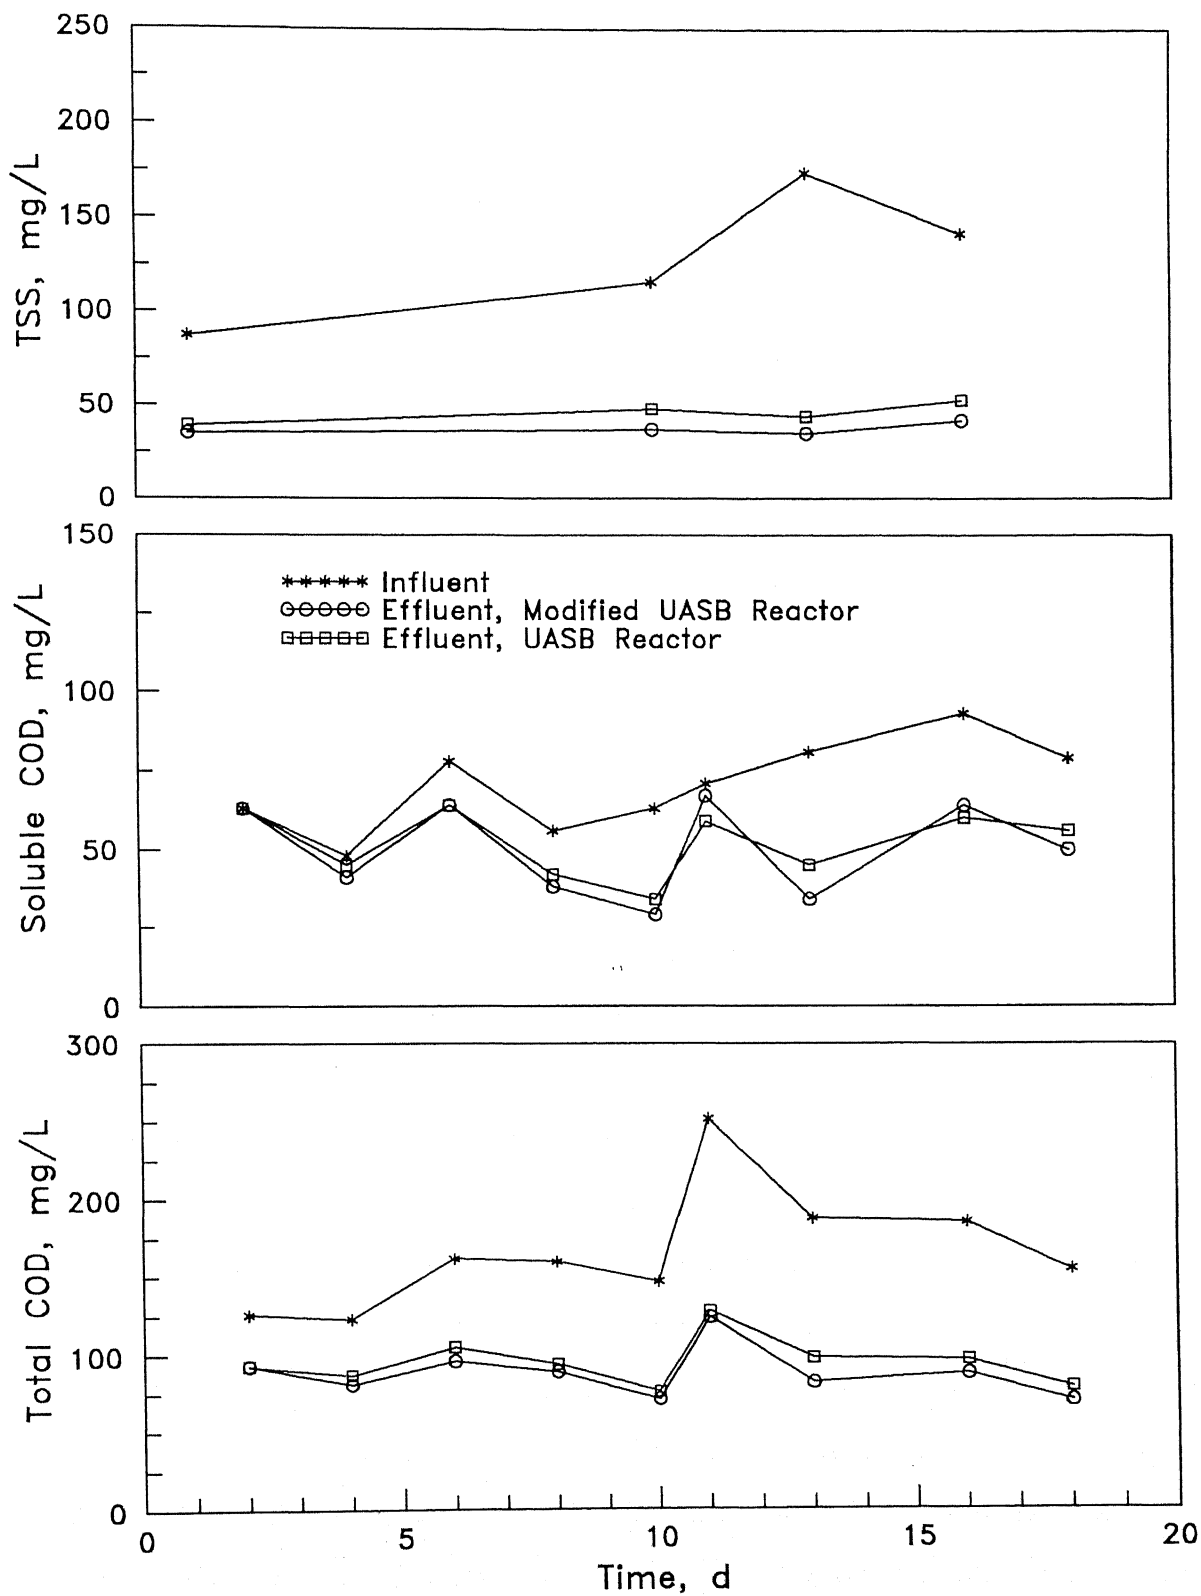 250
200
150
100
50
0
TSS, mg/L
150
100
50
0
Soluble COD, mg/L
Influent
Effluent, Modified UASB Reactor
Effluent, UASB Reactor
300
200
100
0
Total COD, mg/L
0 5 10 15 20
Time, d